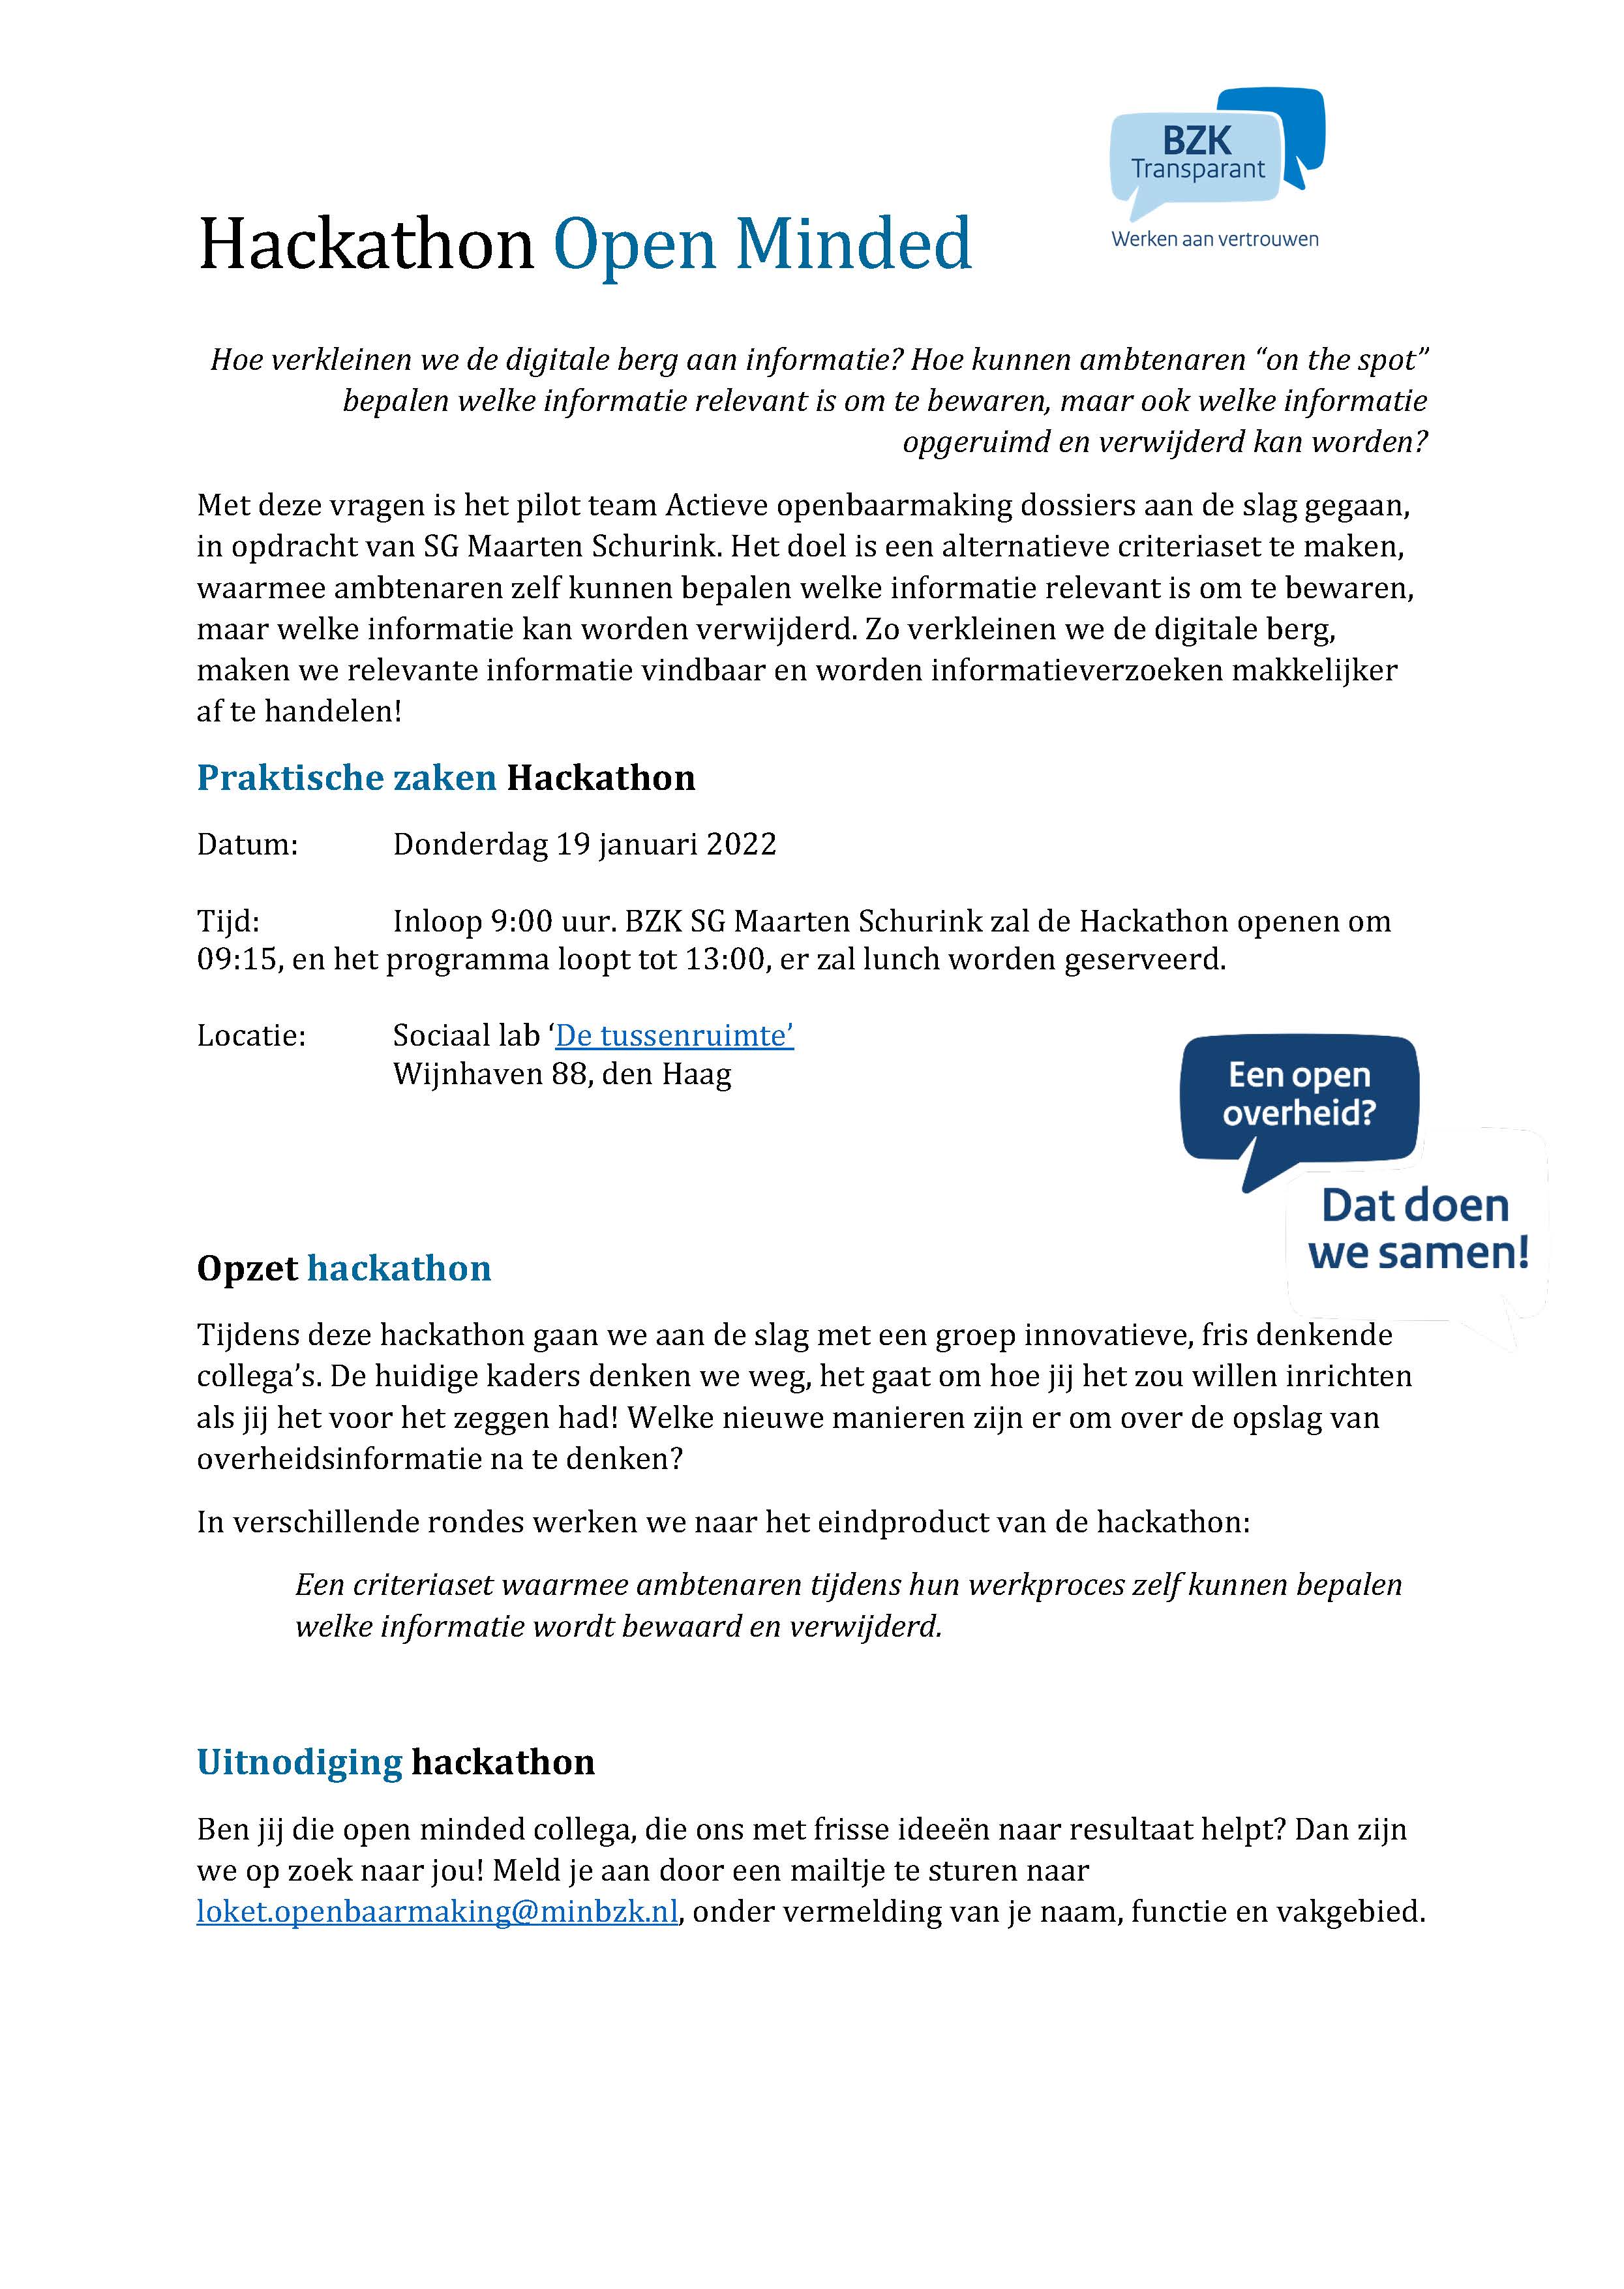 BZK
Transparant
Werken aan vertrouwen
Hackathon Open Minded
Hoe verkleinen we de digitale berg aan informatie? Hoe kunnen ambtenaren “on the spot”
bepalen welke informatie relevant is om te bewaren, maar ook welke informatie
opgeruimd en verwijderd kan worden?
Met deze vragen is het pilot team Actieve openbaarmaking dossiers aan de slag gegaan,
in opdracht van SG Maarten Schurink. Het doel is een alternatieve criteriaset te maken,
waarmee ambtenaren zelf kunnen bepalen welke informatie relevant is om te bewaren,
maar welke informatie kan worden verwijderd. Zo verkleinen we de digitale berg,
maken we relevante informatie vindbaar en worden informatieverzoeken makkelijker
af te handelen!
Praktische zaken Hackathon
Datum: Donderdag 19 januari 2022
Tijd: Inloop 9:00 uur. BZK SG Maarten Schurink zal de Hackathon openen om
09:15, en het programma loopt tot 13:00, er zal lunch worden geserveerd.
Locatie: Sociaal lab ‘De tussenruimte’
Wijnhaven 88, den Haag
Een open
overheid?
Dat doen
we samen!
Opzet hackathon
Tijdens deze hackathon gaan we aan de slag met een groep innovatieve, fris denkende
collega’s. De huidige kaders denken we weg, het gaat om hoe jij het zou willen inrichten
als jij het voor het zeggen had! Welke nieuwe manieren zijn er om over de opslag van
overheidsinformatie na te denken?
In verschillende rondes werken we naar het eindproduct van de hackathon:
Een criteriaset waarmee ambtenaren tijdens hun werkproces zelf kunnen bepalen
welke informatie wordt bewaard en verwijderd.
Uitnodiging hackathon
Ben jij die open minded collega, die ons met frisse ideeën naar resultaat helpt? Dan zijn
we op zoek naar jou! Meld je aan door een mailtje te sturen naar
loket.openbaarmaking@minbzk.nl, onder vermelding van je naam, functie en vakgebied.